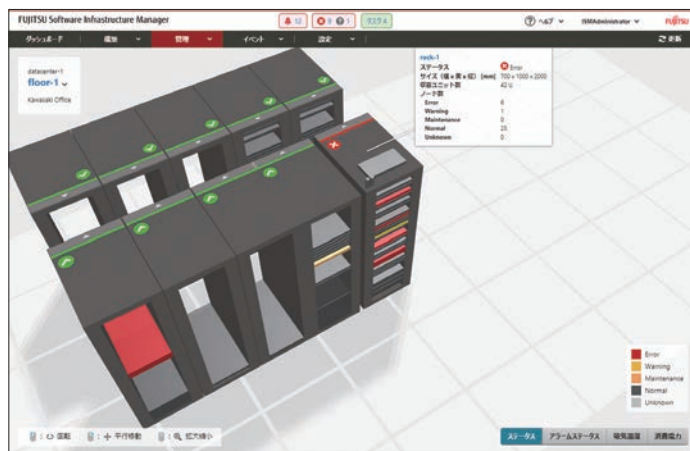 FUJITSU Software Infrastructure Manager
12
9 1
タスク 4
ヘルプ
ISMAdministrator
FUJITSU
ダッシュボード
構築
管理
イベント
設定
更新
datacenter-1
floor-1
Kawasaki Office
rack-1
ステータス Error
サイズ (幅 x 奥 x 高) [mm] 700 x 1000 x 2000
収容ユニット数 42 U
ノード数
Error 6
Warning 1
Maintenance 0
Normal 23
Unknown 0
Error
Warning
Maintenance
Normal
Unknown
: 回転
: 平行移動
: 拡大縮小
ステータス
アラームステータス
吸気温度
消費電力